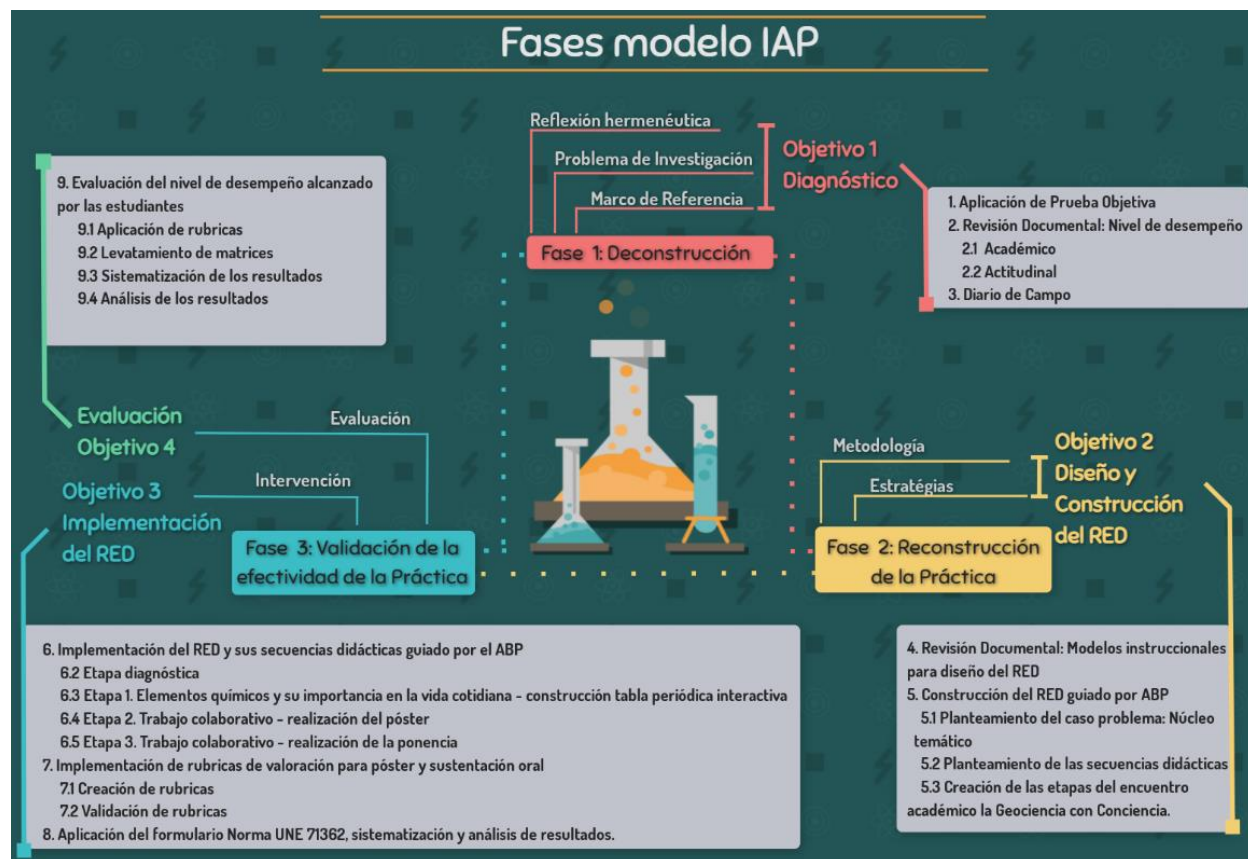 Fases modelo IAP
Reflexión hermenéutica
Problema de Investigación
Marco de Referencia
Objetivo 1
Diagnóstico
Fase 1: Deconstrucción
1. Aplicación de Prueba Objetiva
2. Revisión Documental: Nivel de desempeño
2.1 Académico
2.2 Actitudinal
3. Diario de Campo
Metodología
Estratégias
Objetivo 2
Diseño y
Construcción
del RED
Fase 2: Reconstrucción
de la Práctica
4. Revisión Documental: Modelos instruccionales
para diseño del RED
5. Construcción del RED guiado por ABP
5.1 Planteamiento del caso problema: Núcleo
temático
5.2 Planteamiento de las secuencias didácticas
5.3 Creación de las etapas del encuentro
académico la Geociencia con Conciencia.
Intervención
Evaluación
Objetivo 3
Implementación
del RED
Fase 3: Validación de la
efectividad de la Práctica
6. Implementación del RED y sus secuencias didácticas guiado por el ABP
6.2 Etapa diagnóstica
6.3 Etapa 1. Elementos químicos y su importancia en la vida cotidiana - construcción tabla periódica interactiva
6.4 Etapa 2. Trabajo colaborativo - realización del póster
6.5 Etapa 3. Trabajo colaborativo - realización de la ponencia
7. Implementación de rubricas de valoración para póster y sustentación oral
7.1 Creación de rubricas
7.2 Validación de rubricas
8. Aplicación del formulario Norma UNE 71362, sistematización y análisis de resultados.
Evaluación
Objetivo 4
9. Evaluación del nivel de desempeño alcanzado
por las estudiantes
9.1 Aplicación de rubricas
9.2 Levatamiento de matrices
9.3 Sistematización de los resultados
9.4 Análisis de los resultados